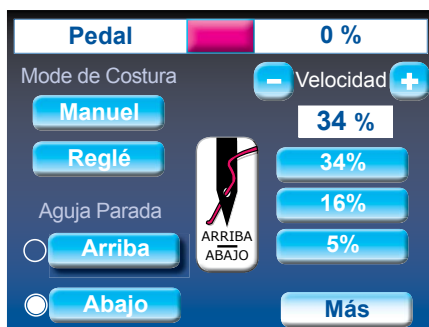 Pedal
0 %
Mode de Costura
Manuel
Reglé
Aguja Parada
Arriba
Abajo
ARRIBA
ABAJO
- Velocidad +
34 %
34%
16%
5%
Más